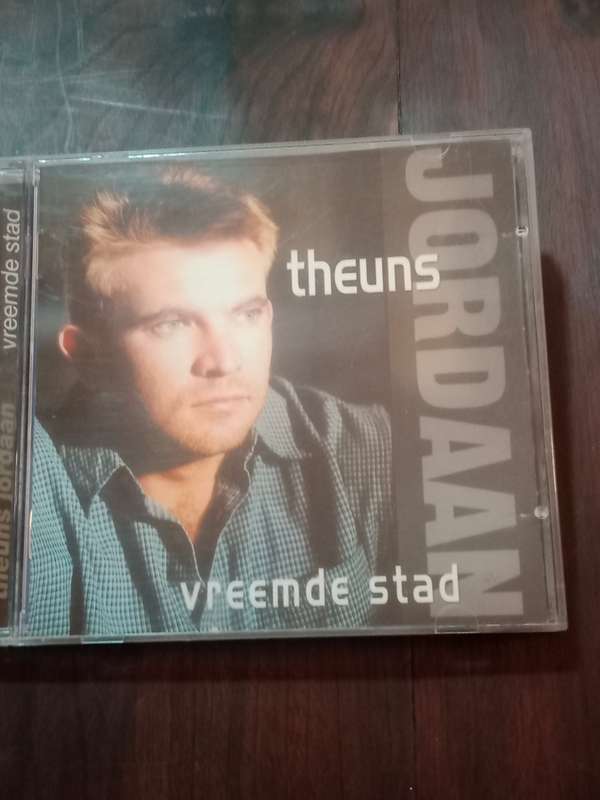 theuns jordaan vreemde stad
theuns
JORDAAN
vreemde stad